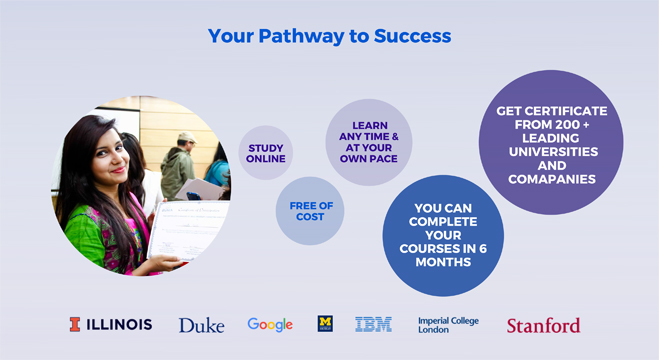 Your Pathway to Success
STUDY
ONLINE
FREE OF
COST
LEARN
ANY TIME &
AT YOUR
OWN PACE
YOU CAN
COMPLETE
YOUR
COURSES IN 6
MONTHS
GET CERTIFICATE
FROM 200 +
LEADING
UNIVERSITIES
AND
COMAPANIES
I ILLINOIS
Duke
Google
M
IBM
Imperial College
London
Stanford